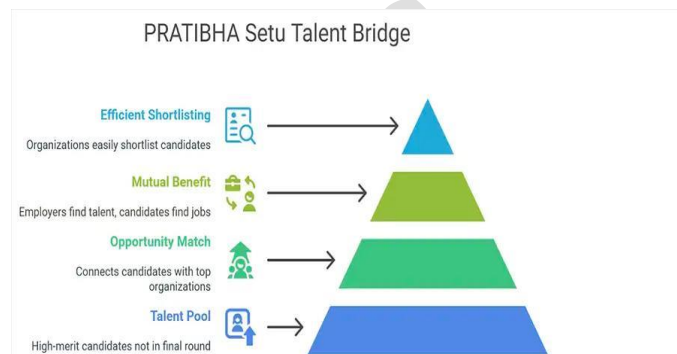 PRATIBHA Setu Talent Bridge
Efficient Shortlisting
Organizations easily shortlist candidates
Mutual Benefit
Employers find talent, candidates find jobs
Opportunity Match
Connects candidates with top
organizations
Talent Pool
High-merit candidates not in final round